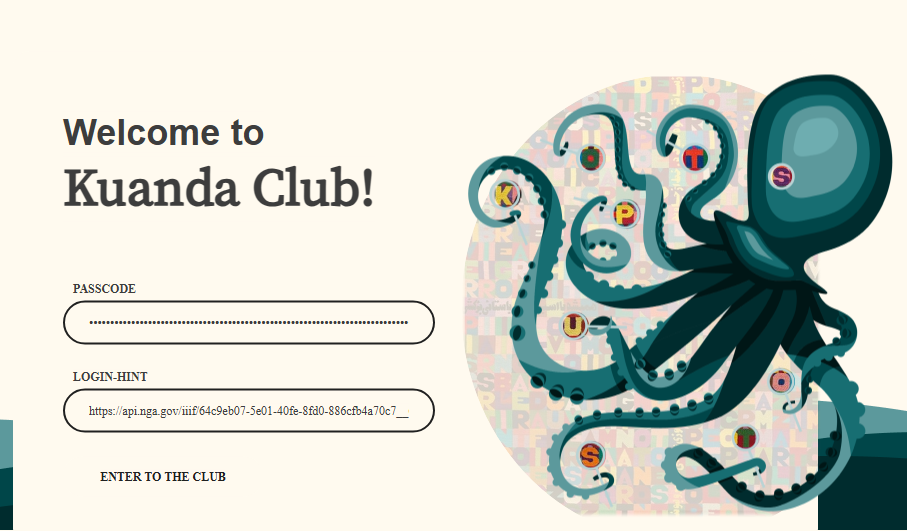 Welcome to
Kuanda Club!
PASSCODE
LOGIN-HINT
https://api.nga.gov/iiif/64c9eb07-5e01-40fe-8fd0-886cfb4a70c7__
ENTER TO THE CLUB
K
O
T
S
P
U
O
T
S